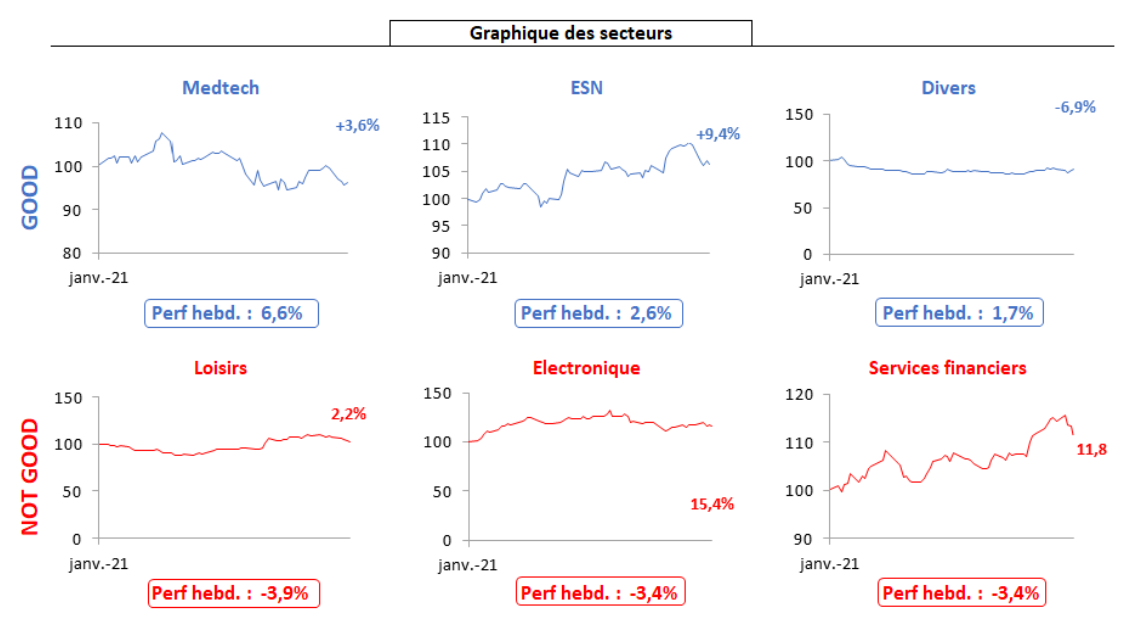 Graphique des secteurs
GOOD
Medtech
+3,6%
110
100
90
80
janv.-21
Perf hebd. : 6,6%
ESN
+9,4%
115
110
105
100
95
90
janv.-21
Perf hebd. : 2,6%
Divers
-6,9%
150
100
50
0
janv.-21
Perf hebd. : 1,7%
NOT GOOD
Loisirs
2,2%
150
100
50
0
janv.-21
Perf hebd. : -3,9%
Electronique
150
100
50
0
15,4%
janv.-21
Perf hebd. : -3,4%
Services financiers
120
110
100
90
11,8
janv.-21
Perf hebd. : -3,4%